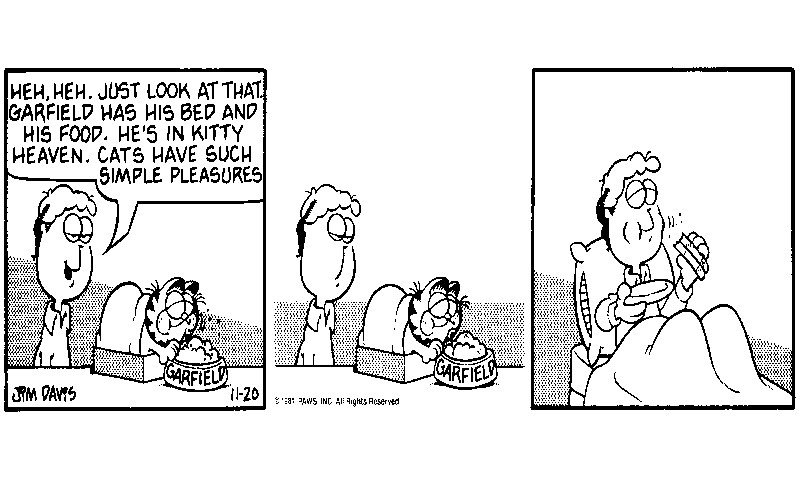 HEH, HEH. JUST LOOK AT THAT.
GARFIELD HAS HIS BED AND
HIS FOOD. HE'S IN KITTY
HEAVEN. CATS HAVE SUCH
SIMPLE PLEASURES
GARFIELD
JIM DAVIS
11-20
GARFIELD
© 1981 PAWS, INC. All Rights Reserved